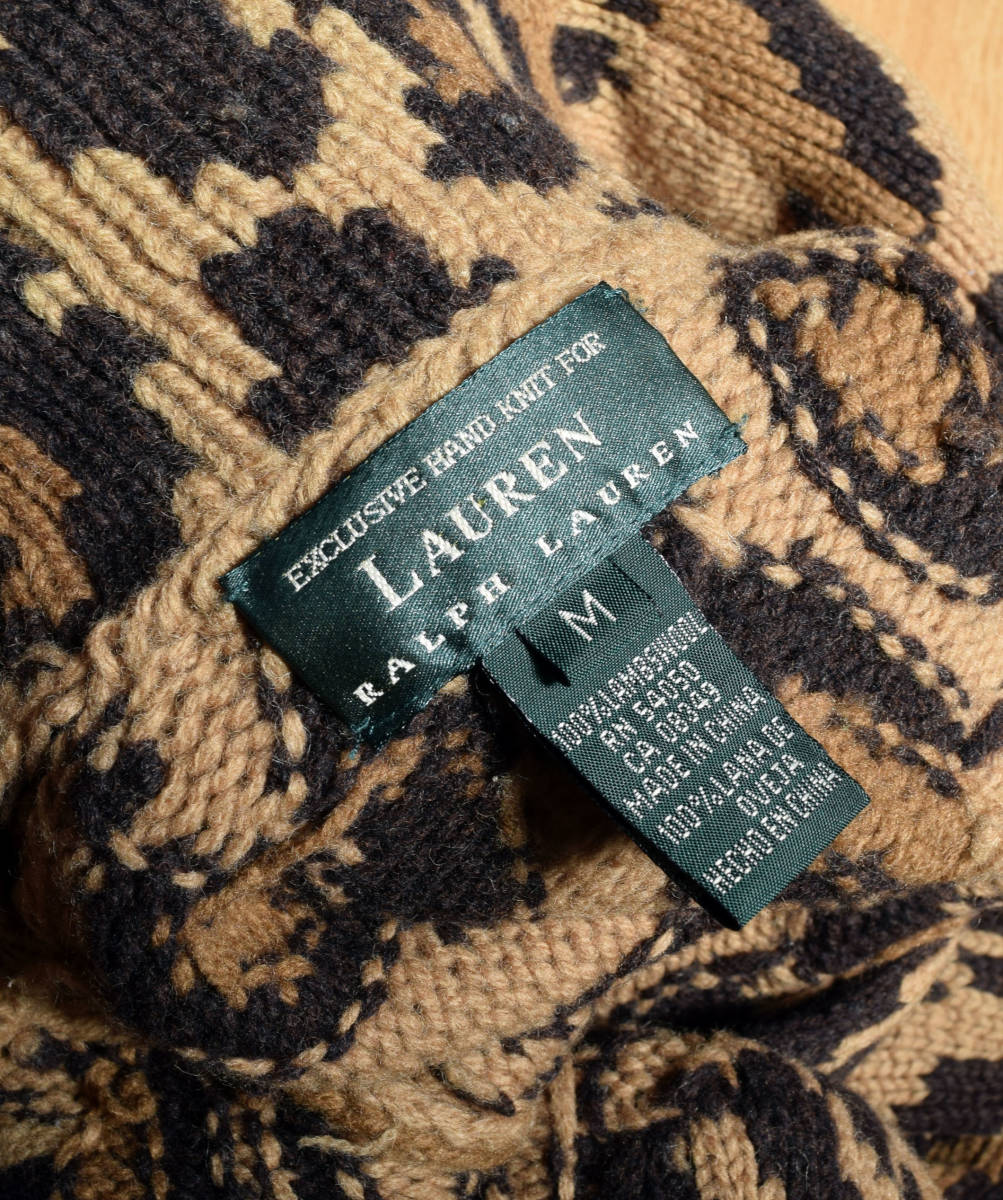 EXCLUSIVE HAND KNIT FOR
LAUREN
RALPH LAUREN
M
100% LAMBSWOOL
RN 54050
CA 08049
MADE IN CHINA
100% LANA DE
OVEJA
HECHO EN CHINA